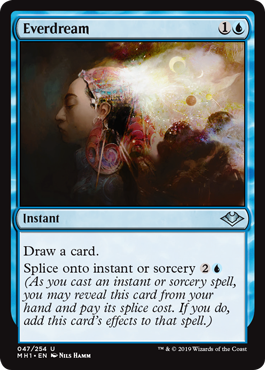 Everdream 1
Instant
Draw a card.
Splice onto instant or sorcery 2
(As you cast an instant or sorcery spell,
you may reveal this card from your
hand and pay its splice cost. If you do,
add this card's effects to that spell.)
047/254 U
MH1 • EN NILS HAMM
™ & © 2019 Wizards of the Coast